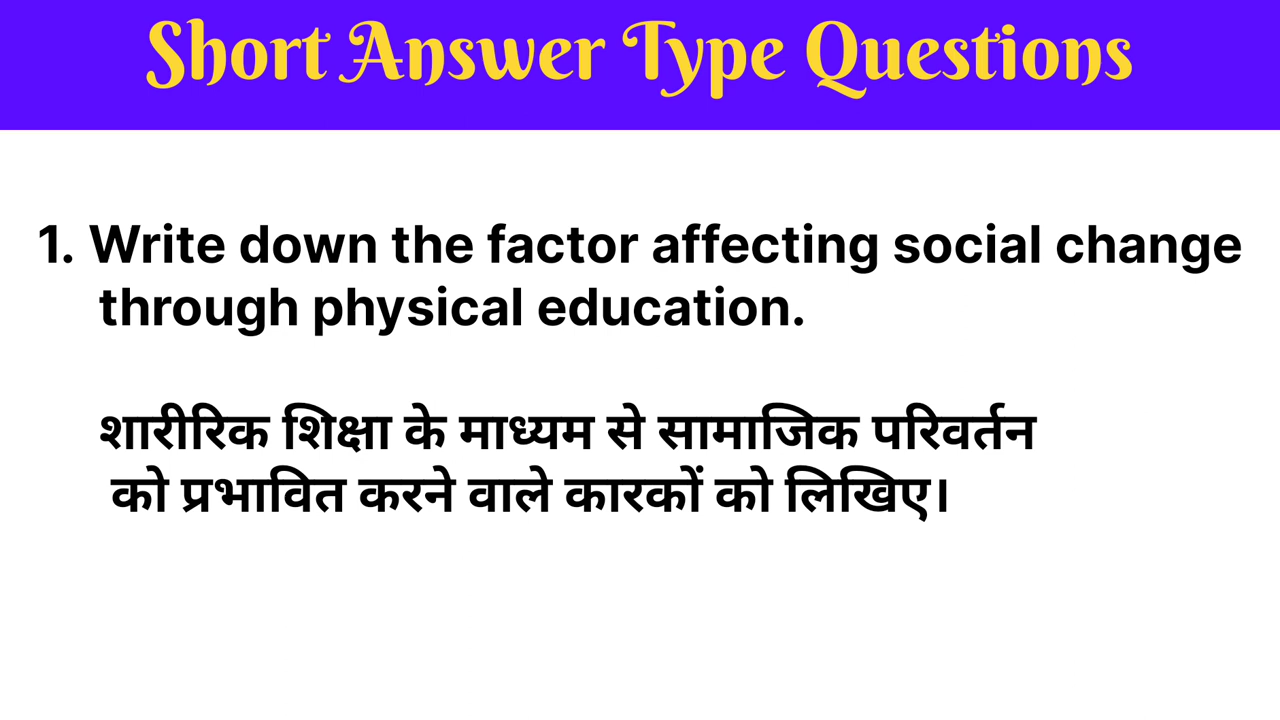 Short Answer Type Questions
1. Write down the factor affecting social change
through physical education.
शारीरिक शिक्षा के माध्यम से सामाजिक परिवर्तन
को प्रभावित करने वाले कारकों को लिखिए।